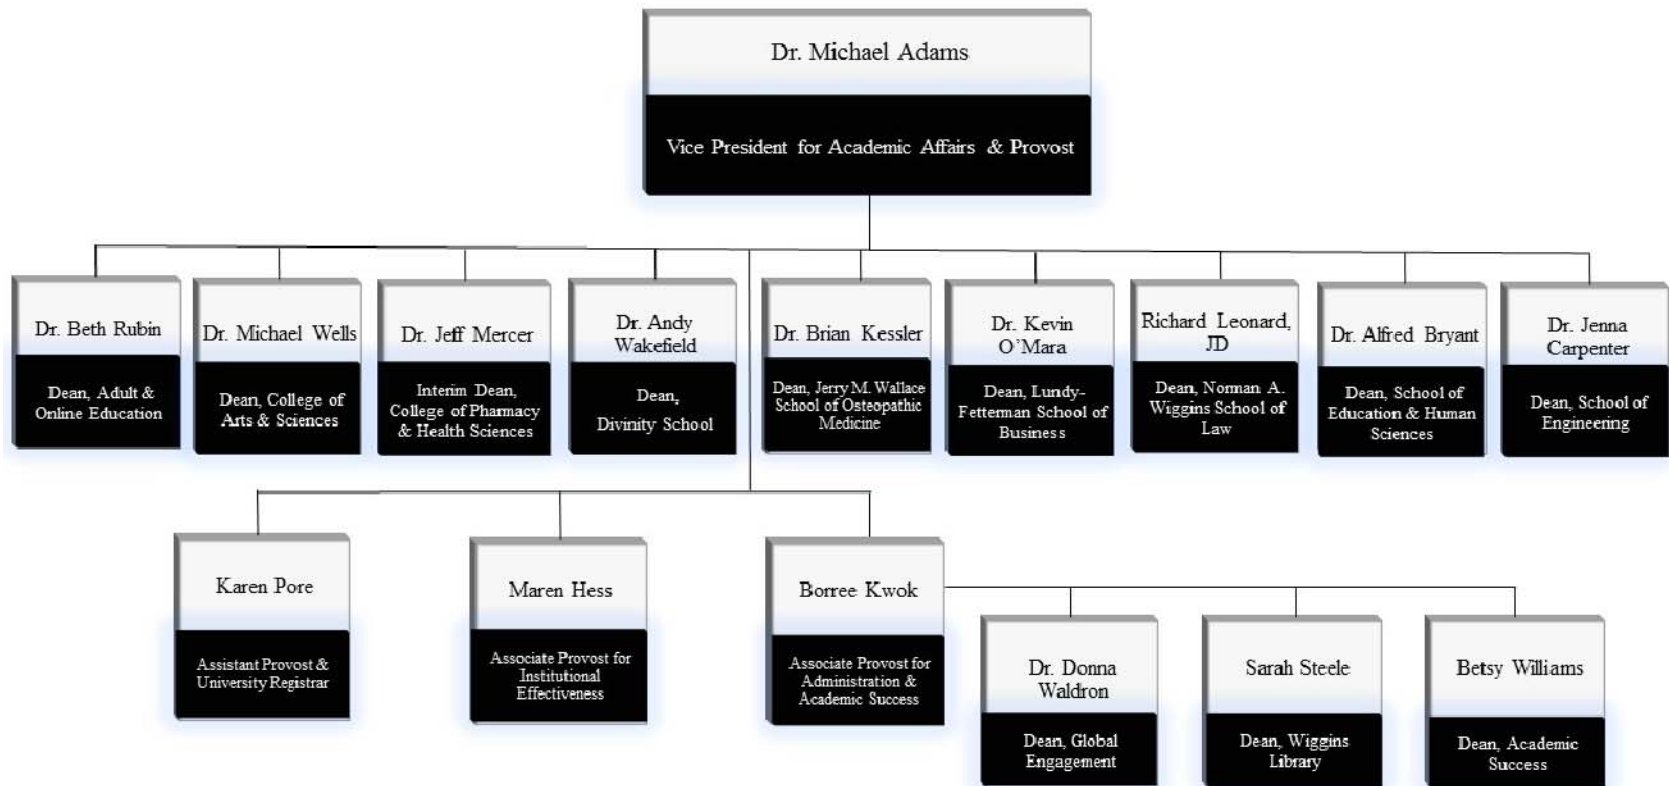 Dr. Michael Adams
Vice President for Academic Affairs & Provost
Dr. Beth Rubin
Dean, Adult &
Online Education
Dr. Michael Wells
Dean, College of
Arts & Sciences
Dr. Jeff Mercer
Interim Dean,
College of Pharmacy
& Health Sciences
Dr. Andy
Wakefield
Dean,
Divinity School
Dr. Brian Kessler
Dean, Jerry M. Wallace
School of Osteopathic
Medicine
Dr. Kevin
O’Mara
Dean, Lundy-
Fetterman School of
Business
Richard Leonard,
JD
Dean, Norman A.
Wiggins School of
Law
Dr. Alfred Bryant
Dean, School of
Education & Human
Sciences
Dr. Jenna
Carpenter
Dean, School of
Engineering
Karen Pore
Assistant Provost &
University Registrar
Maren Hess
Associate Provost for
Institutional
Effectiveness
Borree Kwok
Associate Provost for
Administration &
Academic Success
Dr. Donna
Waldron
Dean, Global
Engagement
Sarah Steele
Dean, Wiggins
Library
Betsy Williams
Dean, Academic
Success